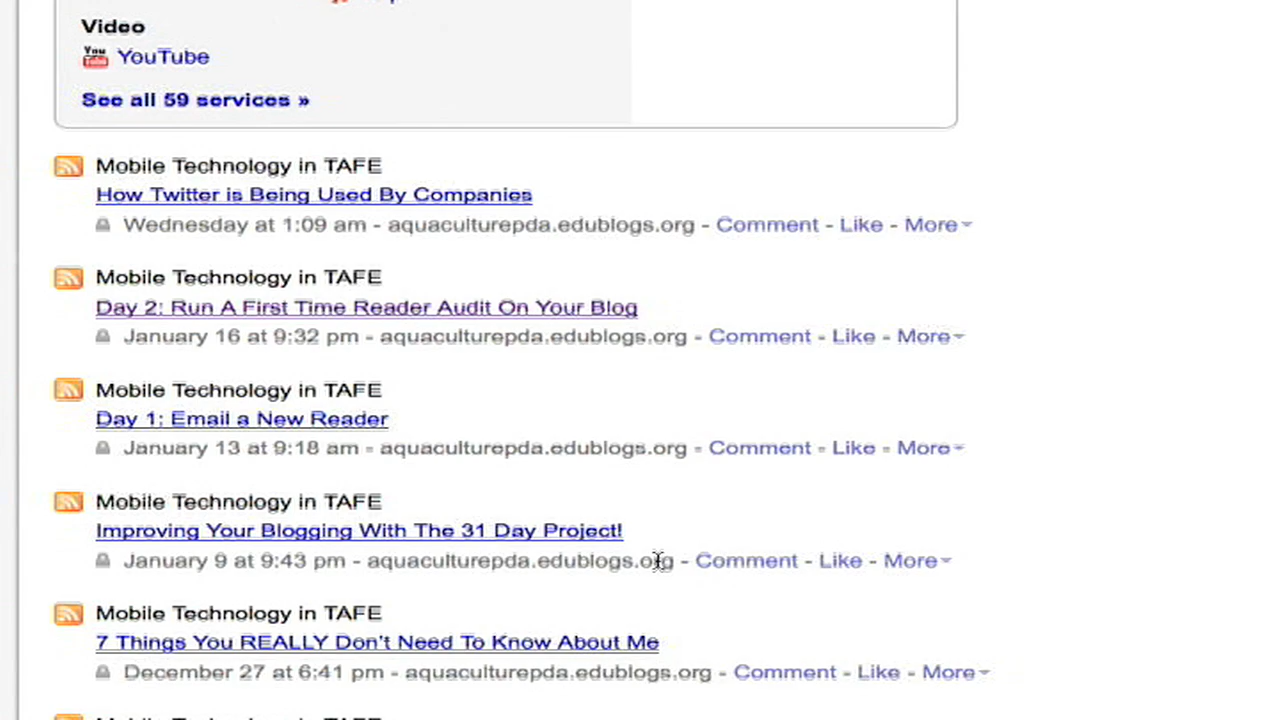 Video
You Tube YouTube
See all 59 services »
Mobile Technology in TAFE
How Twitter is Being Used By Companies
Wednesday at 1:09 am - aquaculturepda.edublogs.org - Comment - Like - More
Mobile Technology in TAFE
Day 2: Run A First Time Reader Audit On Your Blog
January 16 at 9:32 pm - aquaculturepda.edublogs.org - Comment - Like - More
Mobile Technology in TAFE
Day 1: Email a New Reader
January 13 at 9:18 am - aquaculturepda.edublogs.org - Comment - Like - More
Mobile Technology in TAFE
Improving Your Blogging With The 31 Day Project!
January 9 at 9:43 pm - aquaculturepda.edublogs.org - Comment - Like - More
Mobile Technology in TAFE
7 Things You REALLY Don't Need To Know About Me
December 27 at 6:41 pm - aquaculturepda.edublogs.org - Comment - Like - More
Mobile Technology in TAFE